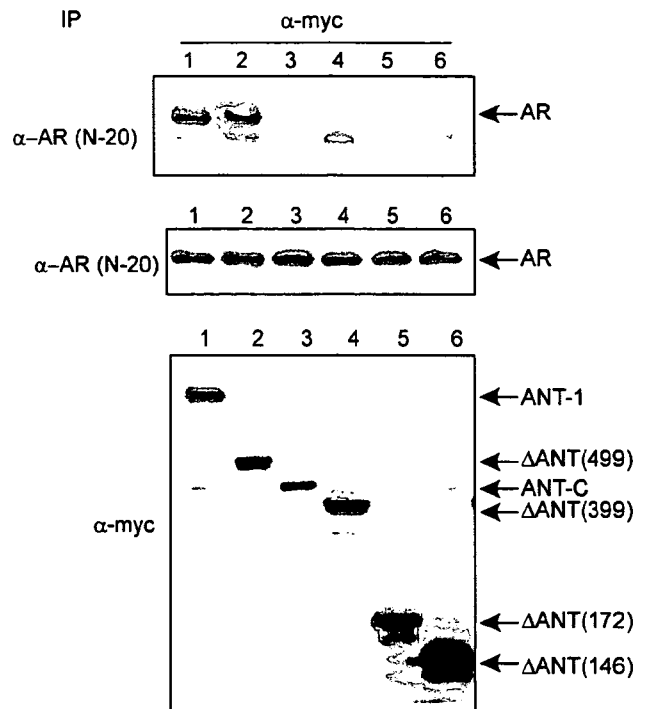 IP
α-myc
1 2 3 4 5 6
α–AR (N-20)
AR
1 2 3 4 5 6
α–AR (N-20)
AR
1 2 3 4 5 6
ANT-1
ΔANT(499)
ANT-C
ΔANT(399)
α-myc
ΔANT(172)
ΔANT(146)